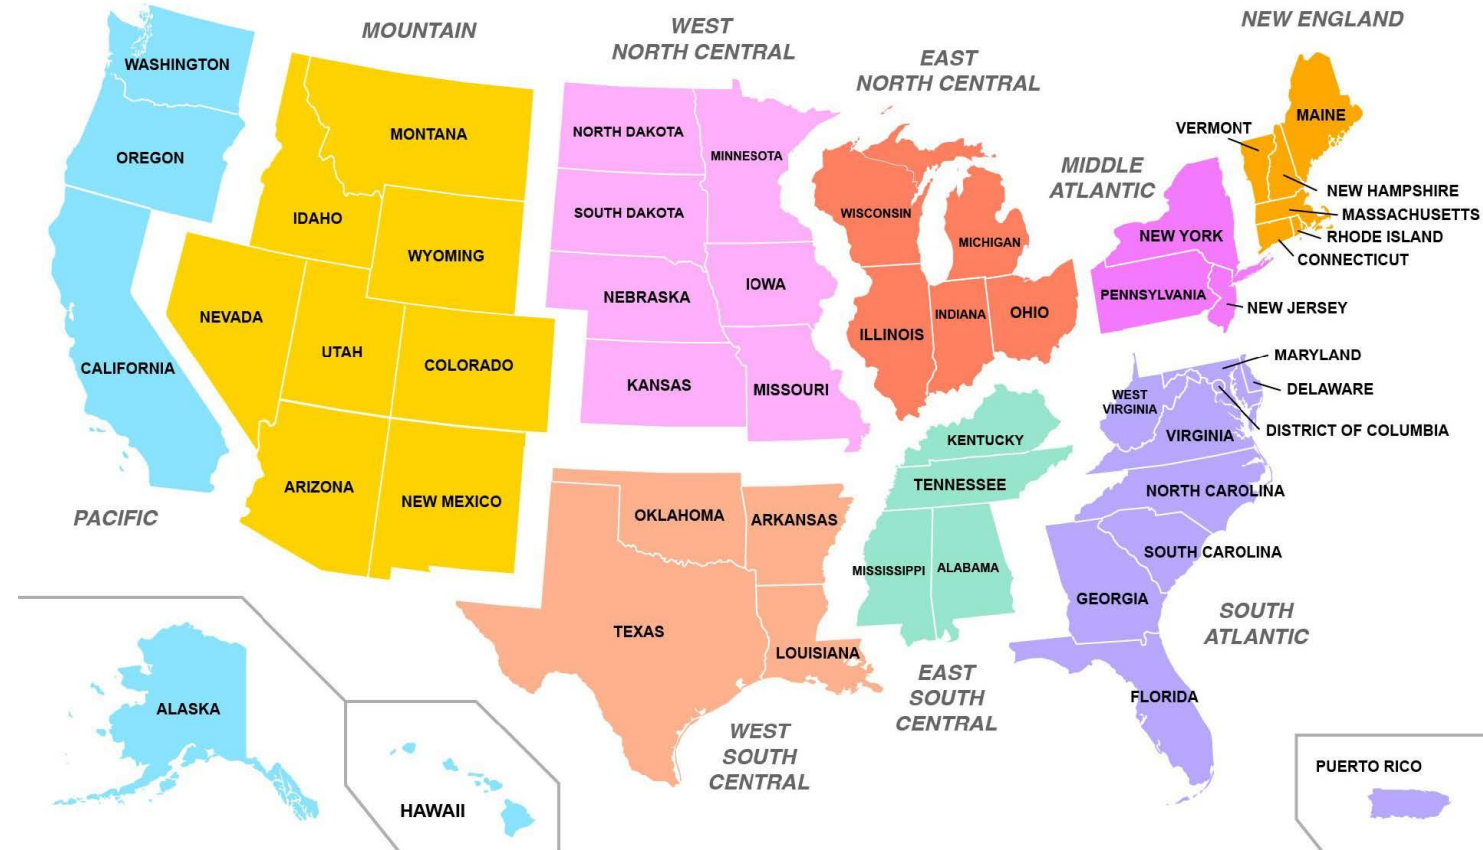 NEW ENGLAND
MOUNTAIN
WEST
NORTH CENTRAL
EAST
NORTH CENTRAL
WASHINGTON
MAINE
VERMONT
MONTANA
NORTH DAKOTA
MINNESOTA
OREGON
MIDDLE
ATLANTIC
NEW HAMPSHIRE
IDAHO
SOUTH DAKOTA
WISCONSIN
MASSACHUSETTS
NEW YORK
RHODE ISLAND
MICHIGAN
WYOMING
CONNECTICUT
IOWA
NEBRASKA
PENNSYLVANIA
NEW JERSEY
NEVADA
INDIANA
OHIO
ILLINOIS
UTAH
MARYLAND
COLORADO
CALIFORNIA
KANSAS
MISSOURI
DELAWARE
WEST
VIRGINIA
DISTRICT OF COLUMBIA
VIRGINIA
KENTUCKY
TENNESSEE
ARIZONA
NORTH CAROLINA
NEW MEXICO
PACIFIC
OKLAHOMA
ARKANSAS
SOUTH CAROLINA
MISSISSIPPI
ALABAMA
GEORGIA
SOUTH
ATLANTIC
TEXAS
LOUISIANA
EAST
SOUTH
CENTRAL
FLORIDA
ALASKA
WEST
SOUTH
CENTRAL
PUERTO RICO
HAWAII